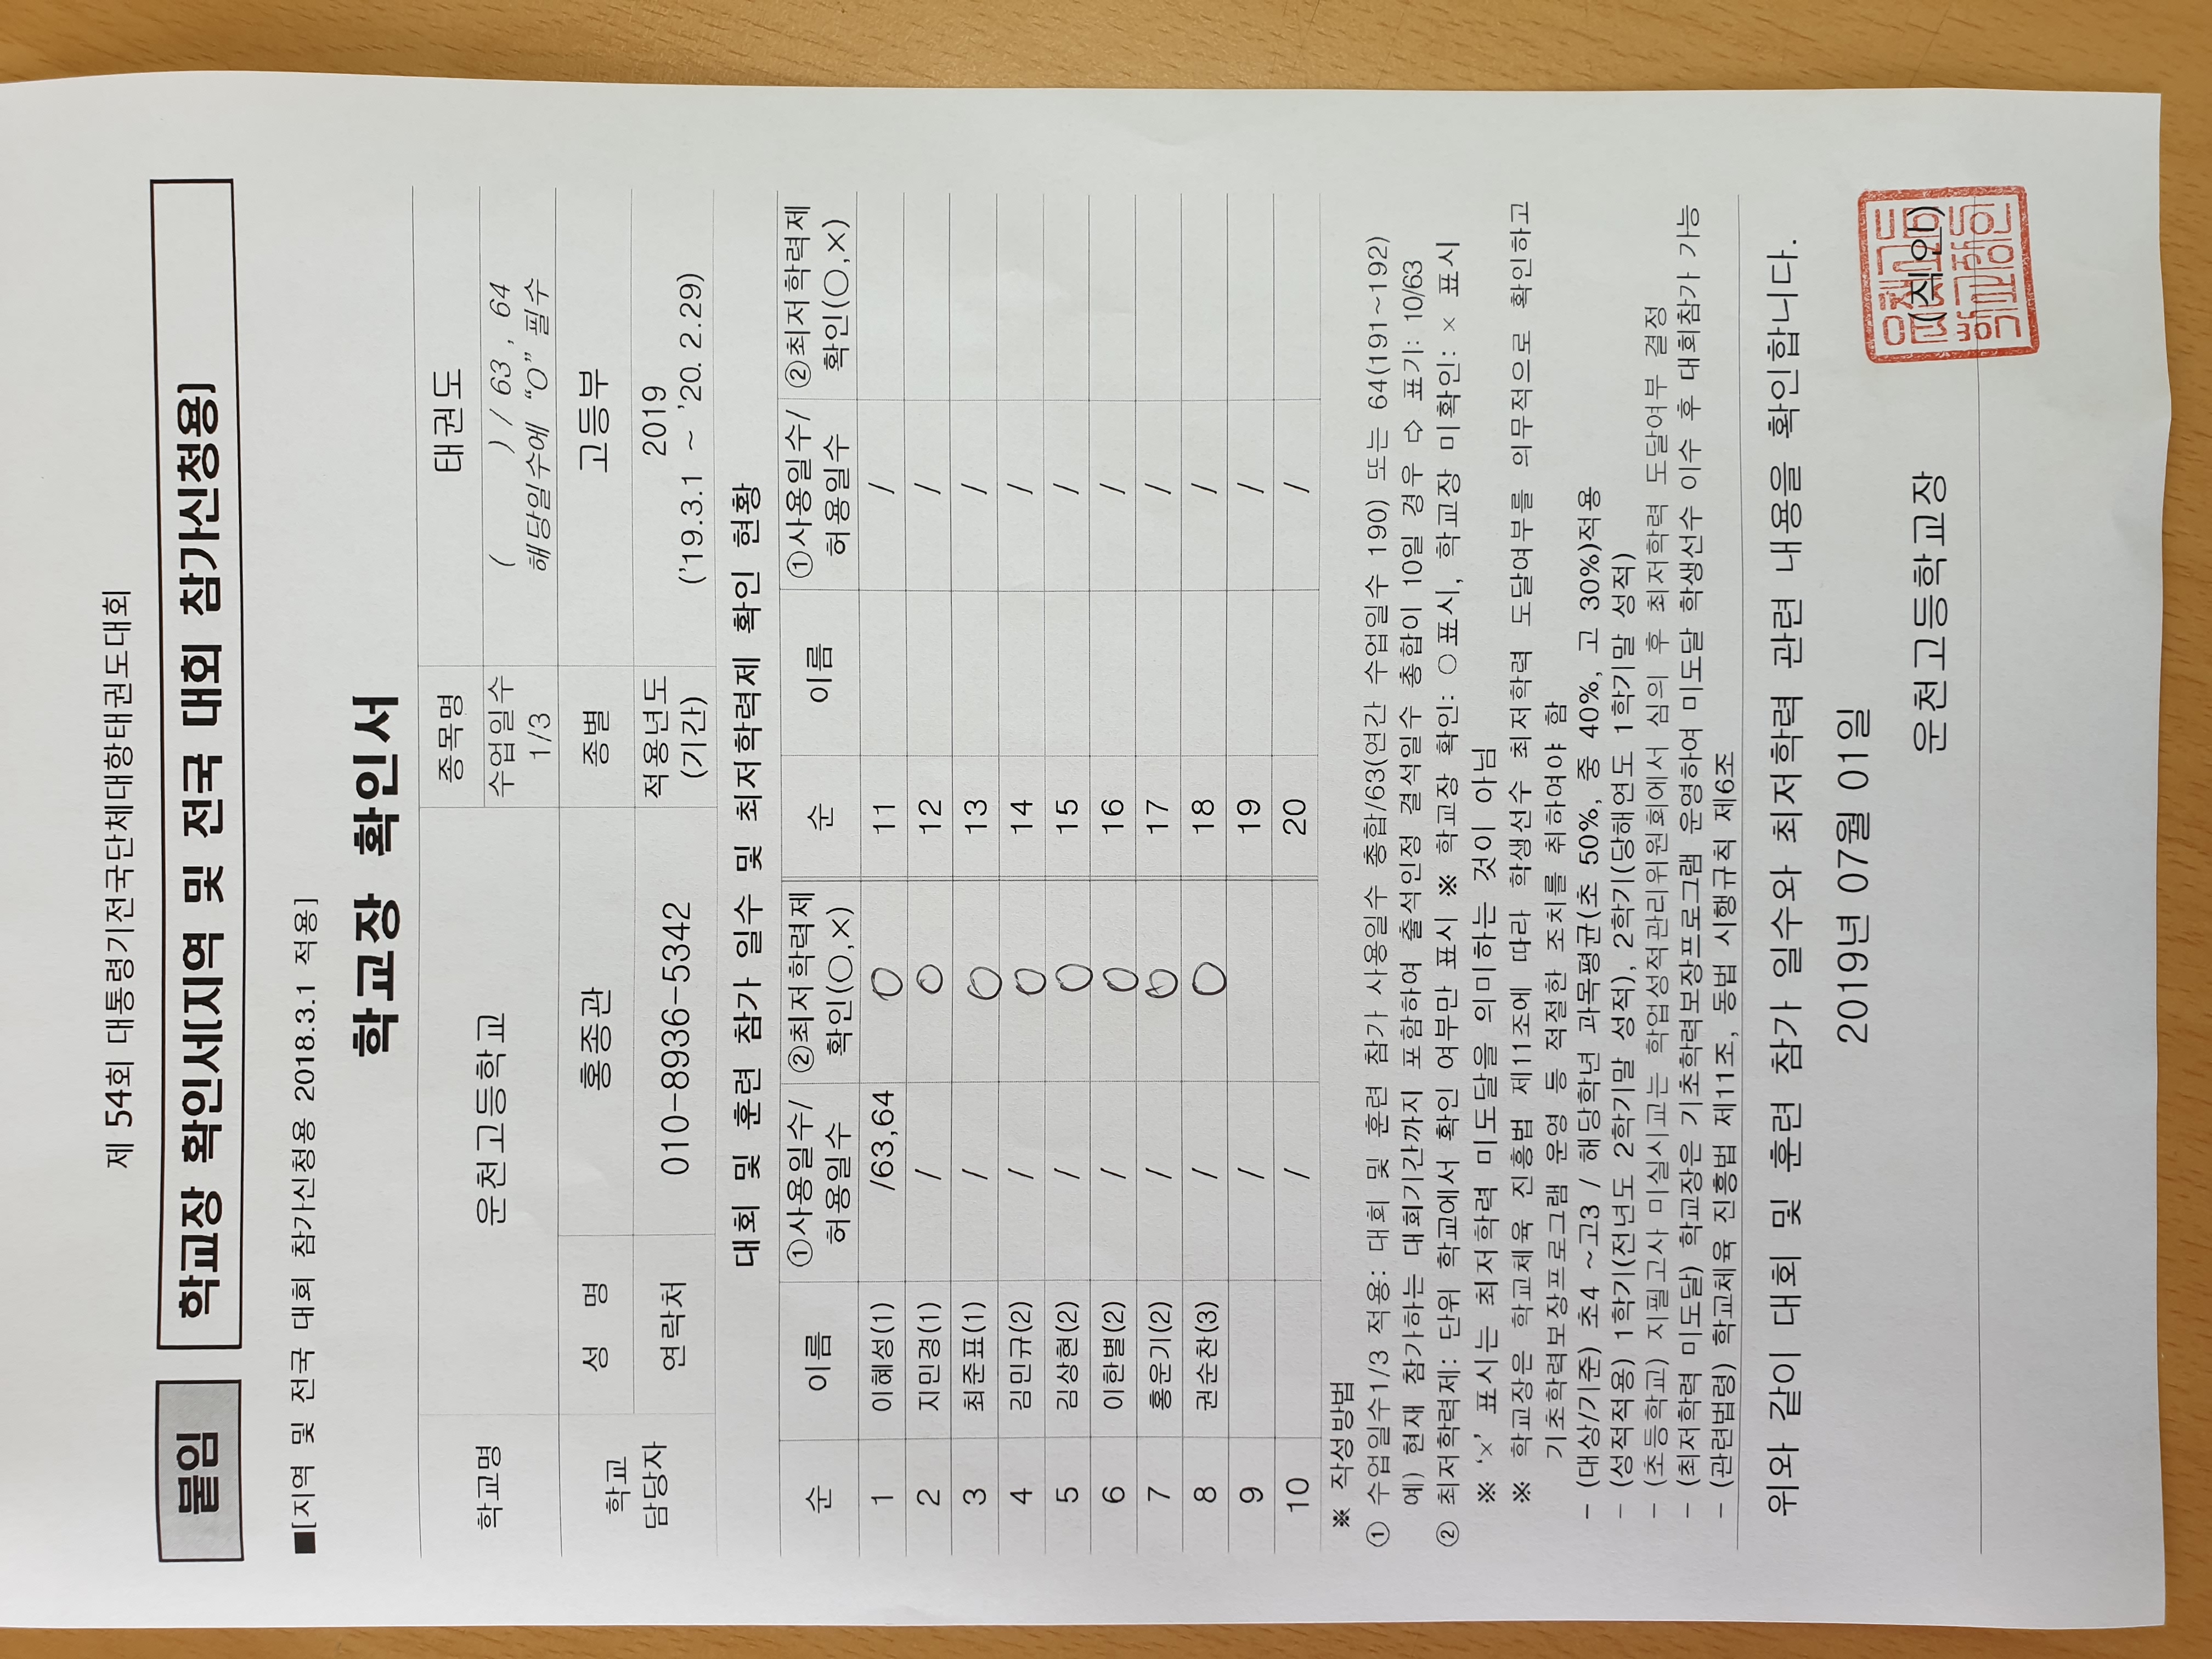 제 54회 대통령기전국단체대항태권도대회
붙임 학교장 확인서[지역 및 전국 대회 참가신청용]
■[지역 및 전국 대회 참가신청용 2018.3.1 적용]
학교장 확인서
학교명 운천고등학교 종목명 태권도
수업일수 1/3 ( ) / 63 , 64
해당일수에 “O” 필수
학교 담당자 성 명 홍종관 종별 고등부
연락처 010-8936-5342 적용년도 (기간) 2019
('19.3.1 ~ '20. 2.29)
대회 및 훈련 참가 일수 및 최저학력제 확인 현황
순 이름 ①사용일수/허용일수 ②최저학력제 확인(○,×) 순 이름 ①사용일수/허용일수 ②최저학력제 확인(○,×)
1 이혜성(1) /63,64 O 11 /
2 지민경(1) / O 12 /
3 최준표(1) / O 13 /
4 김민규(2) / O 14 /
5 김상현(2) / O 15 /
6 이한별(2) / O 16 /
7 홍운기(2) / O 17 /
8 권순찬(3) / O 18 /
9 / 19 /
10 / 20 /
※ 작성방법
① 수업일수1/3 적용: 대회 및 훈련 참가 사용일수 총합/63(연간 수업일수 190) 또는 64(191~192)
예) 현재 참가하는 대회기간까지 포함하여 출석인정 결석일수 총합이 10일 경우 ⇨ 표기: 10/63
② 최저학력제: 단위 학교에서 확인 여부만 표시 ※ 학교장 확인: ○표시, 학교장 미확인: × 표시
※ ‘×’ 표시는 최저학력 미도달을 의미하는 것이 아님
※ 학교장은 학교체육 진흥법 제11조에 따라 학생선수 최저학력 도달여부를 의무적으로 확인하고
기초학력보장프로그램 운영 등 적절한 조치를 취하여야 함
- (대상/기준) 초4 ~고3 / 해당학년 과목평균(초 50%, 중 40%, 고 30%)적용
- (성적적용) 1학기(전년도 2학기말 성적), 2학기(당해연도 1학기말 성적)
- (초등학교) 지필고사 미실시교는 학업성적관리위원회에서 심의 후 최저학력 도달여부 결정
- (최저학력 미도달) 학교장은 기초학력보장프로그램 운영하여 미도달 학생선수 이수 후 대회참가 가능
- (관련법령) 학교체육 진흥법 제11조, 동법 시행규칙 제6조
위와 같이 대회 및 훈련 참가 일수와 최저학력 관련 내용을 확인합니다.
2019년 07월 01일
운천고등학교장 (직인)